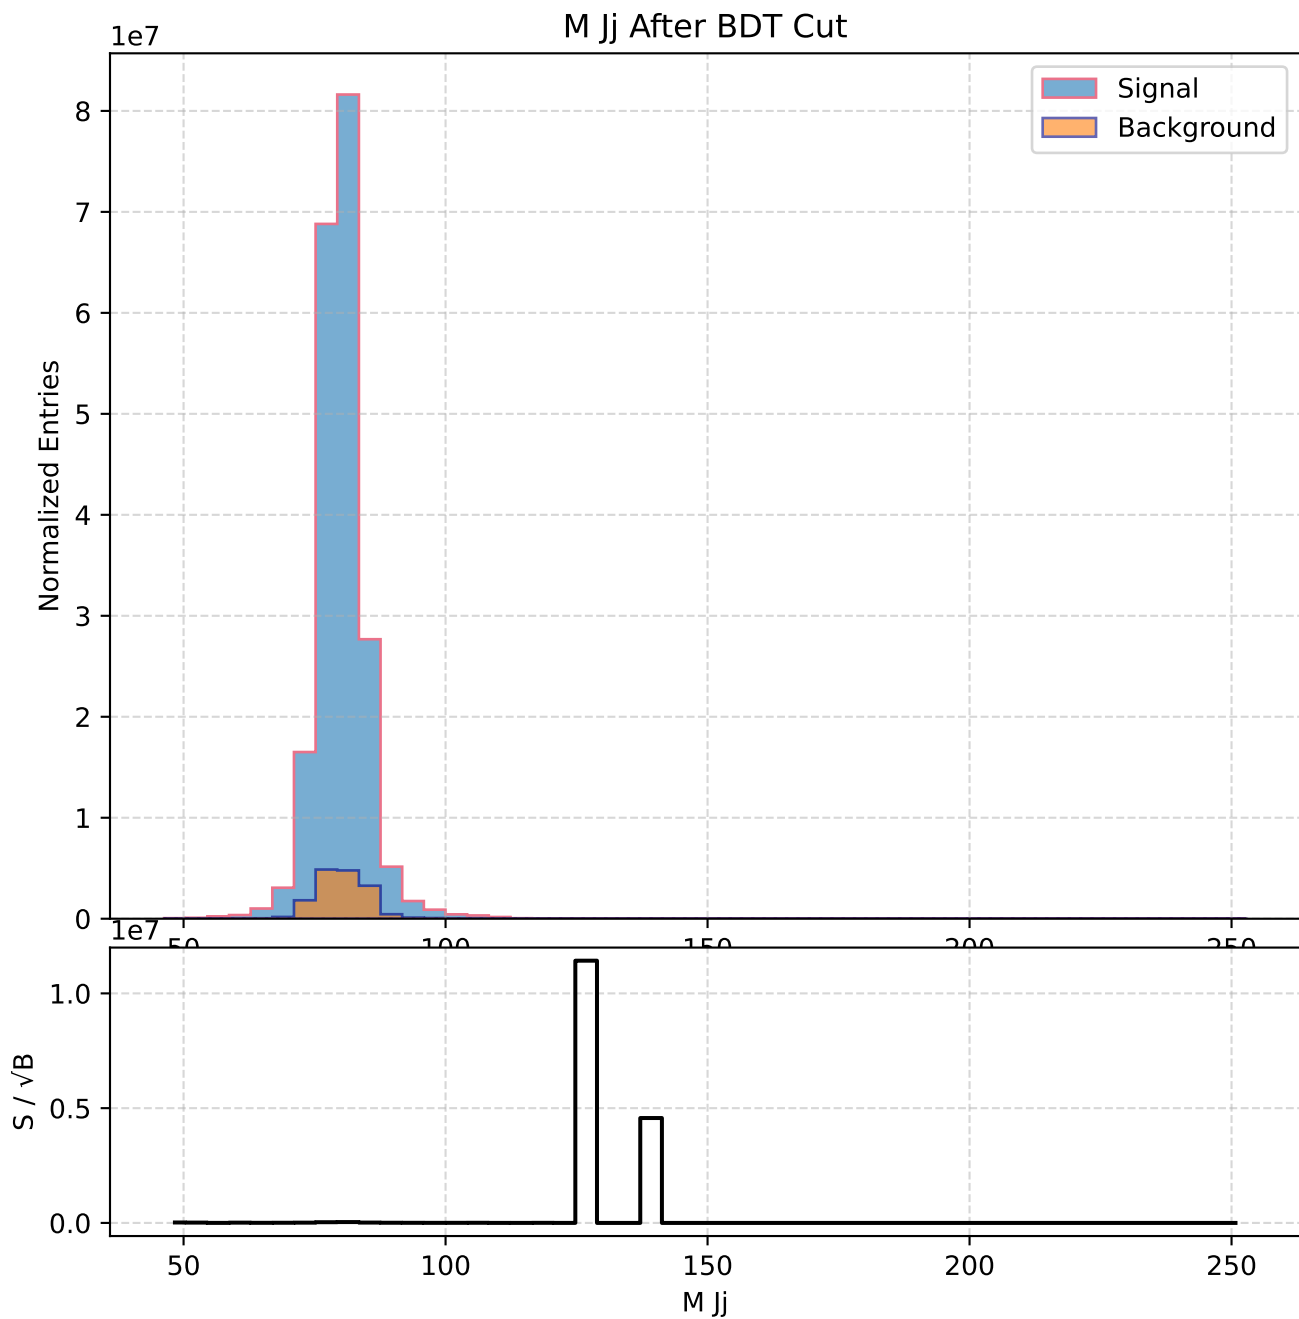 M Jj After BDT Cut
1e7
Signal
Background
8
7
6
5
4
3
2
1
0
Normalized Entries
50 100 150 200 250
1e7
1.0
0.5
0.0
S / √B
50 100 150 200 250
M Jj